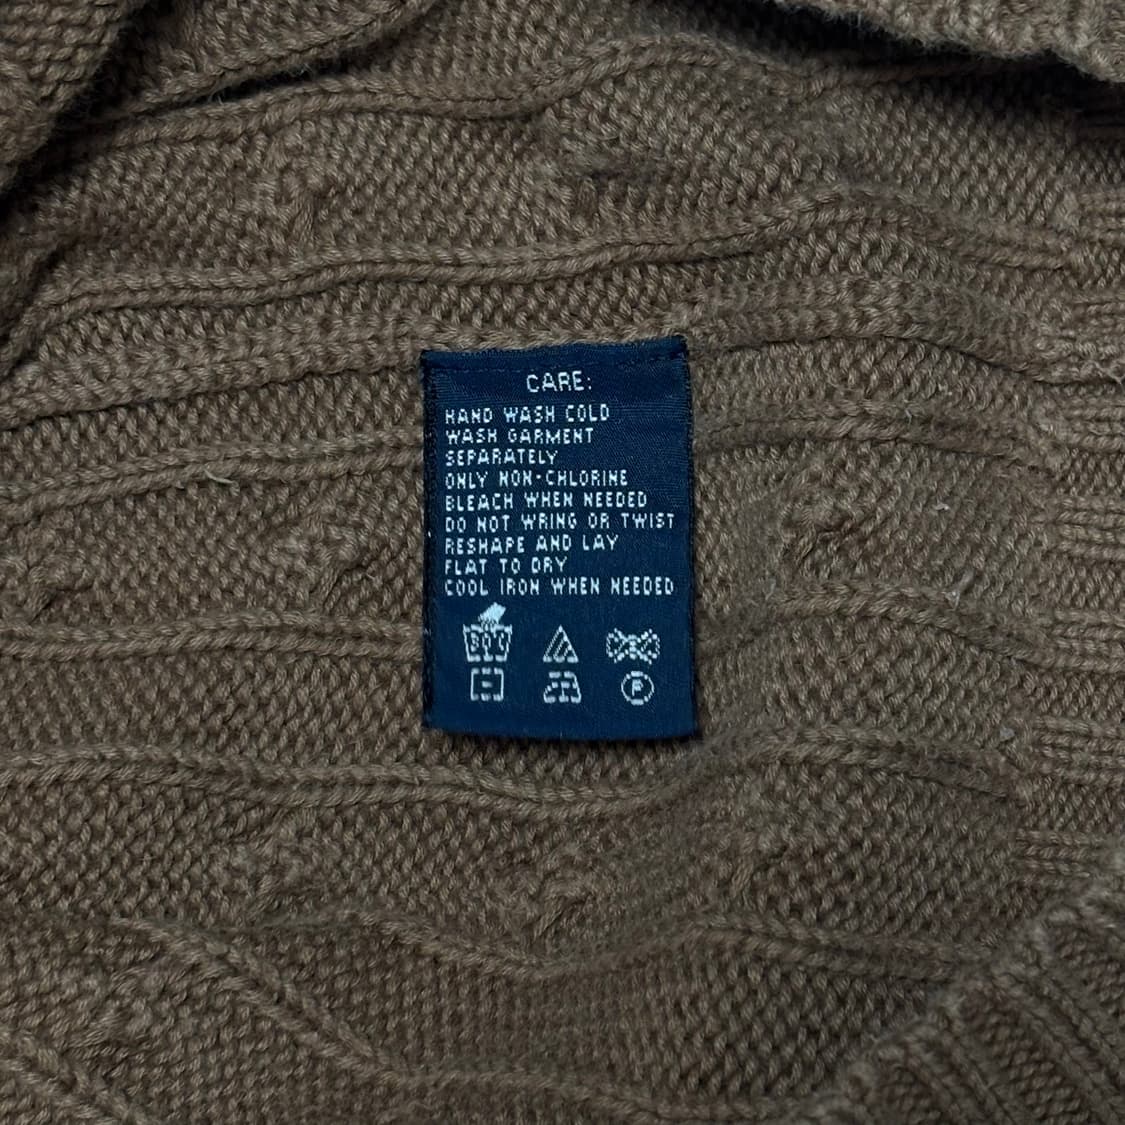 CARE:
HAND WASH COLD
WASH GARMENT
SEPARATELY
ONLY NON-CHLORINE
BLEACH WHEN NEEDED
DO NOT WRING OR TWIST
RESHAPE AND LAY
FLAT TO DRY
COOL IRON WHEN NEEDED
P